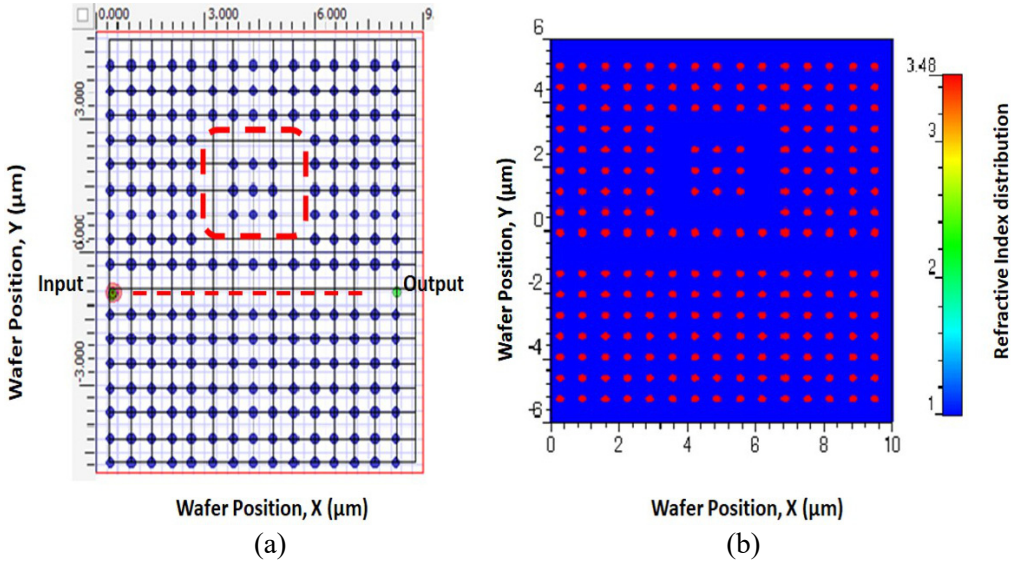 0.000 3.000 6.000 9.
3.000
0.000
-3.000
Input
Output
Wafer Position, Y (µm)
Wafer Position, X (µm)
(a)
6
4
2
0
-2
-4
-6
0 2 4 6 8 10
Wafer Position, Y (µm)
Wafer Position, X (µm)
3.48
3
2
1
Refractive Index distribution
(b)